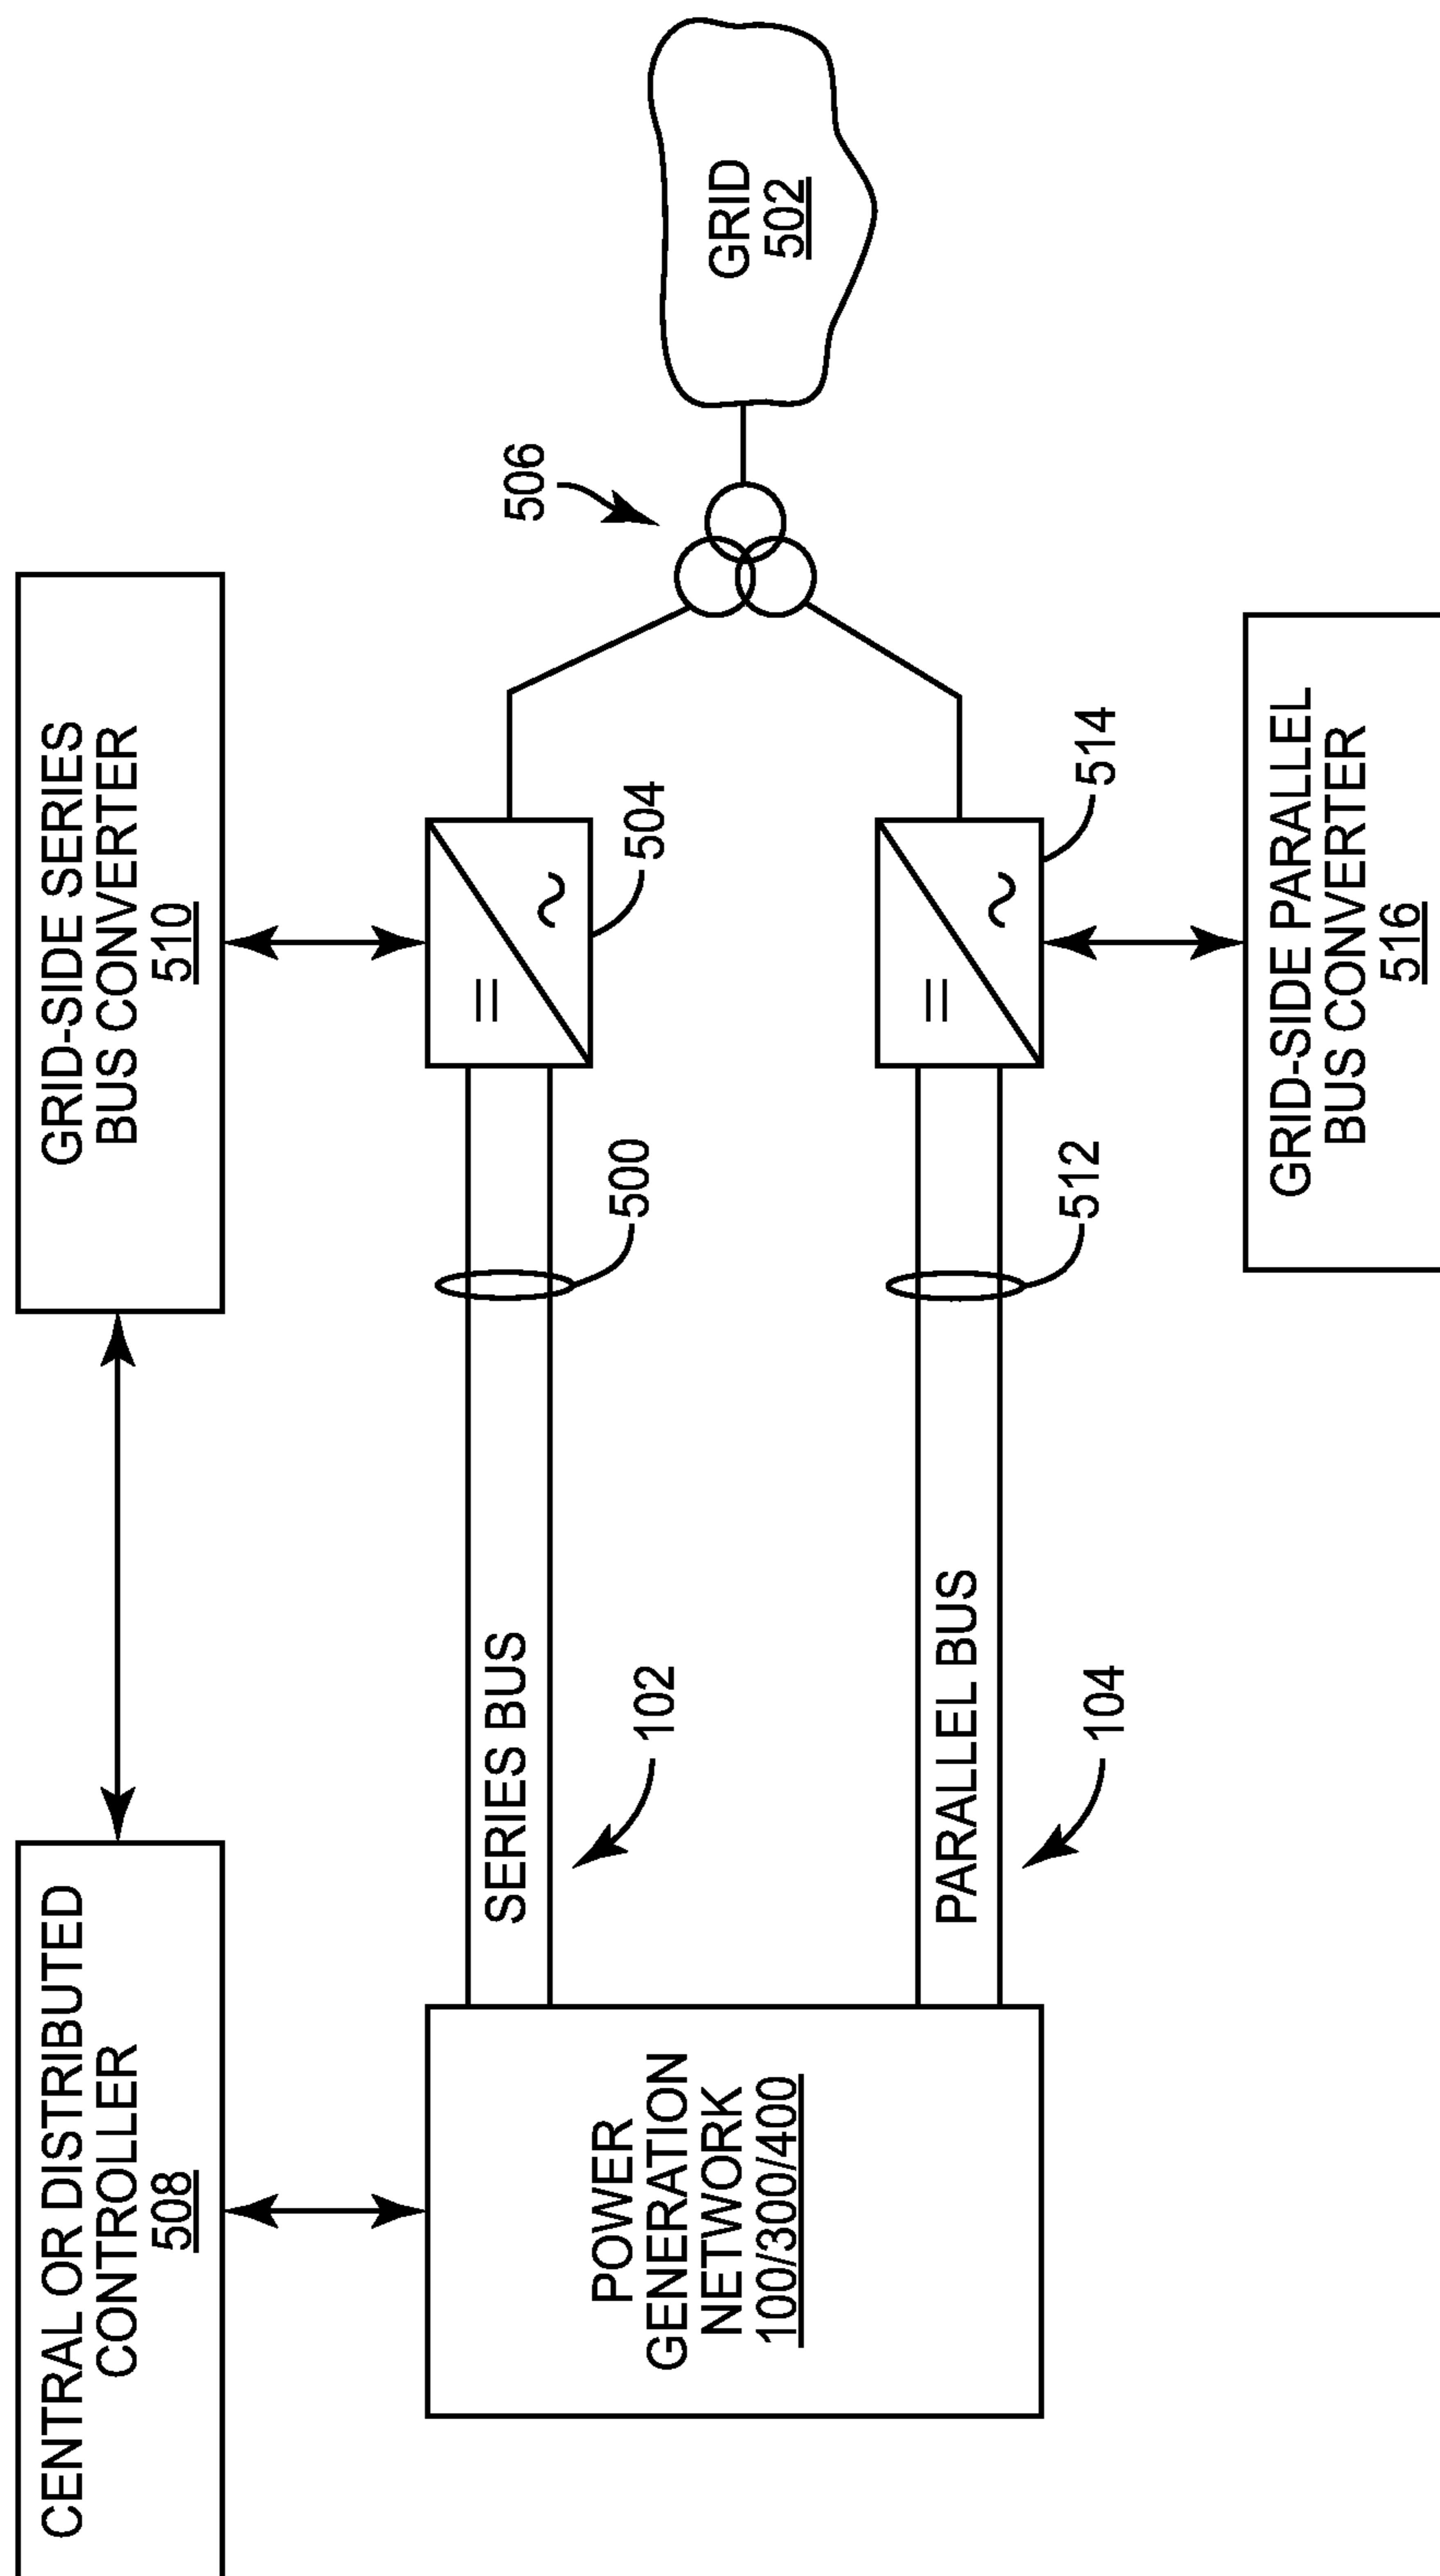 CENTRAL OR DISTRIBUTED
CONTROLLER
508
GRID-SIDE SERIES
BUS CONVERTER
510
506
GRID
502
SERIES BUS
102
500
504
POWER
GENERATION
NETWORK
100/300/400
PARALLEL BUS
104
512
514
GRID-SIDE PARALLEL
BUS CONVERTER
516